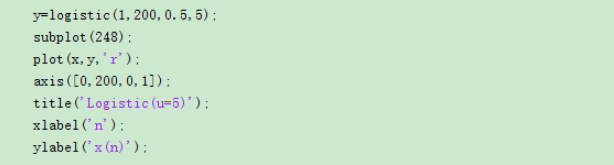 y=logistic(1,200,0.5,5);
subplot(248);
plot(x,y,'r');
axis([0,200,0,1]);
title('Logistic(u=5)');
xlabel('n');
ylabel('x(n)');